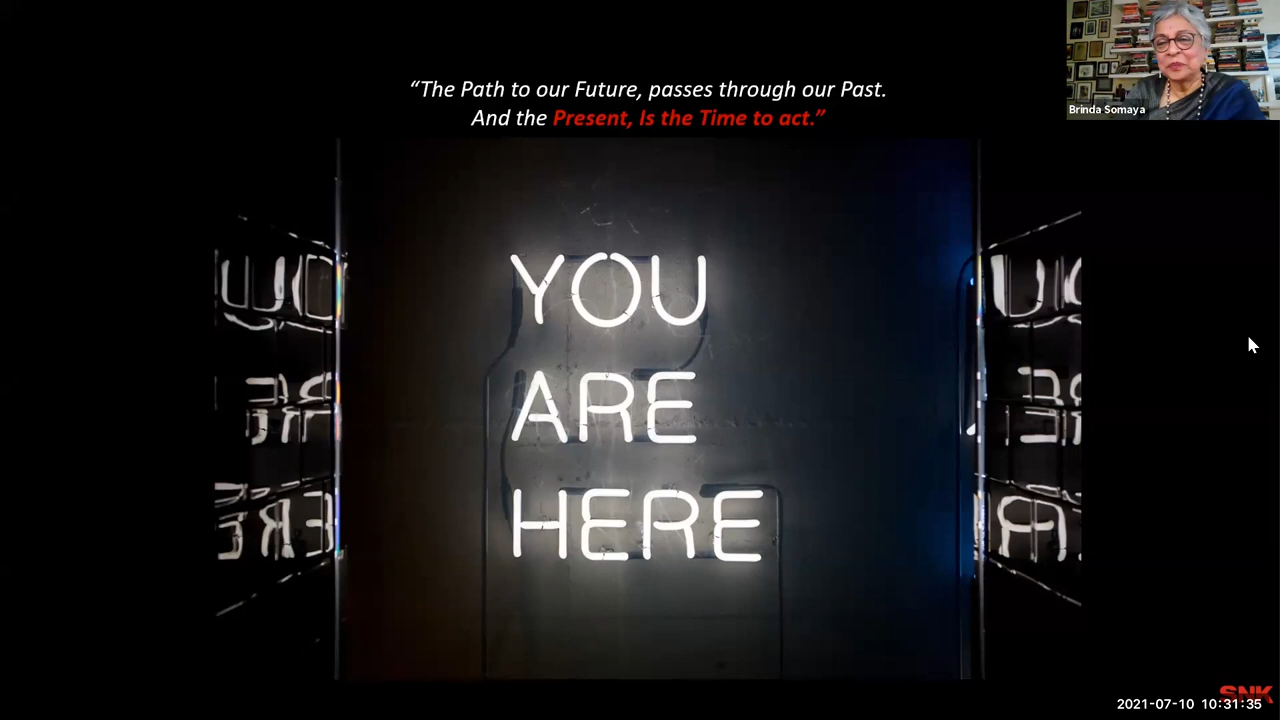 “The Path to our Future, passes through our Past.
And the Present, Is the Time to act.”
Brinda Somaya
YOU
ARE
HERE
SNK
2021-07-10 10:31:35